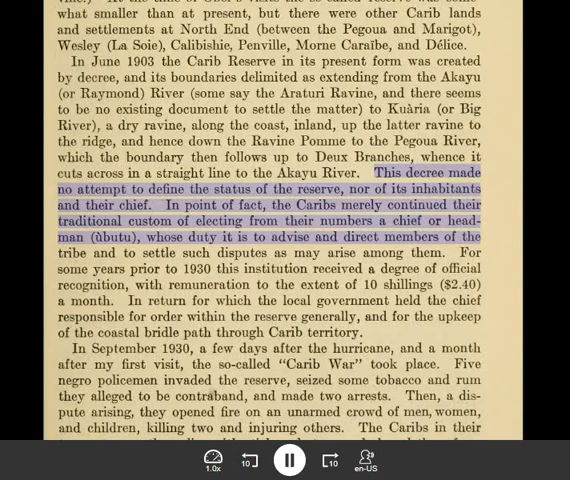 what smaller than at present, but there were other Carib lands
and settlements at North End (between the Pegoua and Marigot),
Wesley (La Soie), Calibishie, Penville, Morne Caraïbe, and Délice.
In June 1903 the Carib Reserve in its present form was created
by decree, and its boundaries delimited as extending from the Akayu
(or Raymond) River (some say the Araturi Ravine, and there seems
to be no existing document to settle the matter) to Kuària (or Big
River), a dry ravine, along the coast, inland, up the latter ravine to
the ridge, and hence down the Ravine Pomme to the Pegoua River,
which the boundary then follows up to Deux Branches, whence it
cuts across in a straight line to the Akayu River. This decree made
no attempt to define the status of the reserve, nor of its inhabitants
and their chief. In point of fact, the Caribs merely continued their
traditional custom of electing from their numbers a chief or head-
man (ùbutu), whose duty it is to advise and direct members of the
tribe and to settle such disputes as may arise among them. For
some years prior to 1930 this institution received a degree of official
recognition, with remuneration to the extent of 10 shillings ($2.40)
a month. In return for which the local government held the chief
responsible for order within the reserve generally, and for the upkeep
of the coastal bridle path through Carib territory.
In September 1930, a few days after the hurricane, and a month
after my first visit, the so-called “Carib War” took place. Five
negro policemen invaded the reserve, seized some tobacco and rum
they alleged to be contraband, and made two arrests. Then, a dis-
pute arising, they opened fire on an unarmed crowd of men, women,
and children, killing two and injuring others. The Caribs in their
1.0x
10
10
en-US